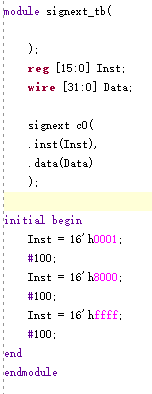 module signext_tb(
);
reg [15:0] Inst;
wire [31:0] Data;
signext c0(
.inst(Inst),
.data(Data)
);
initial begin
Inst = 16'h0001;
#100;
Inst = 16'h8000;
#100;
Inst = 16'hffff;
#100;
end
endmodule